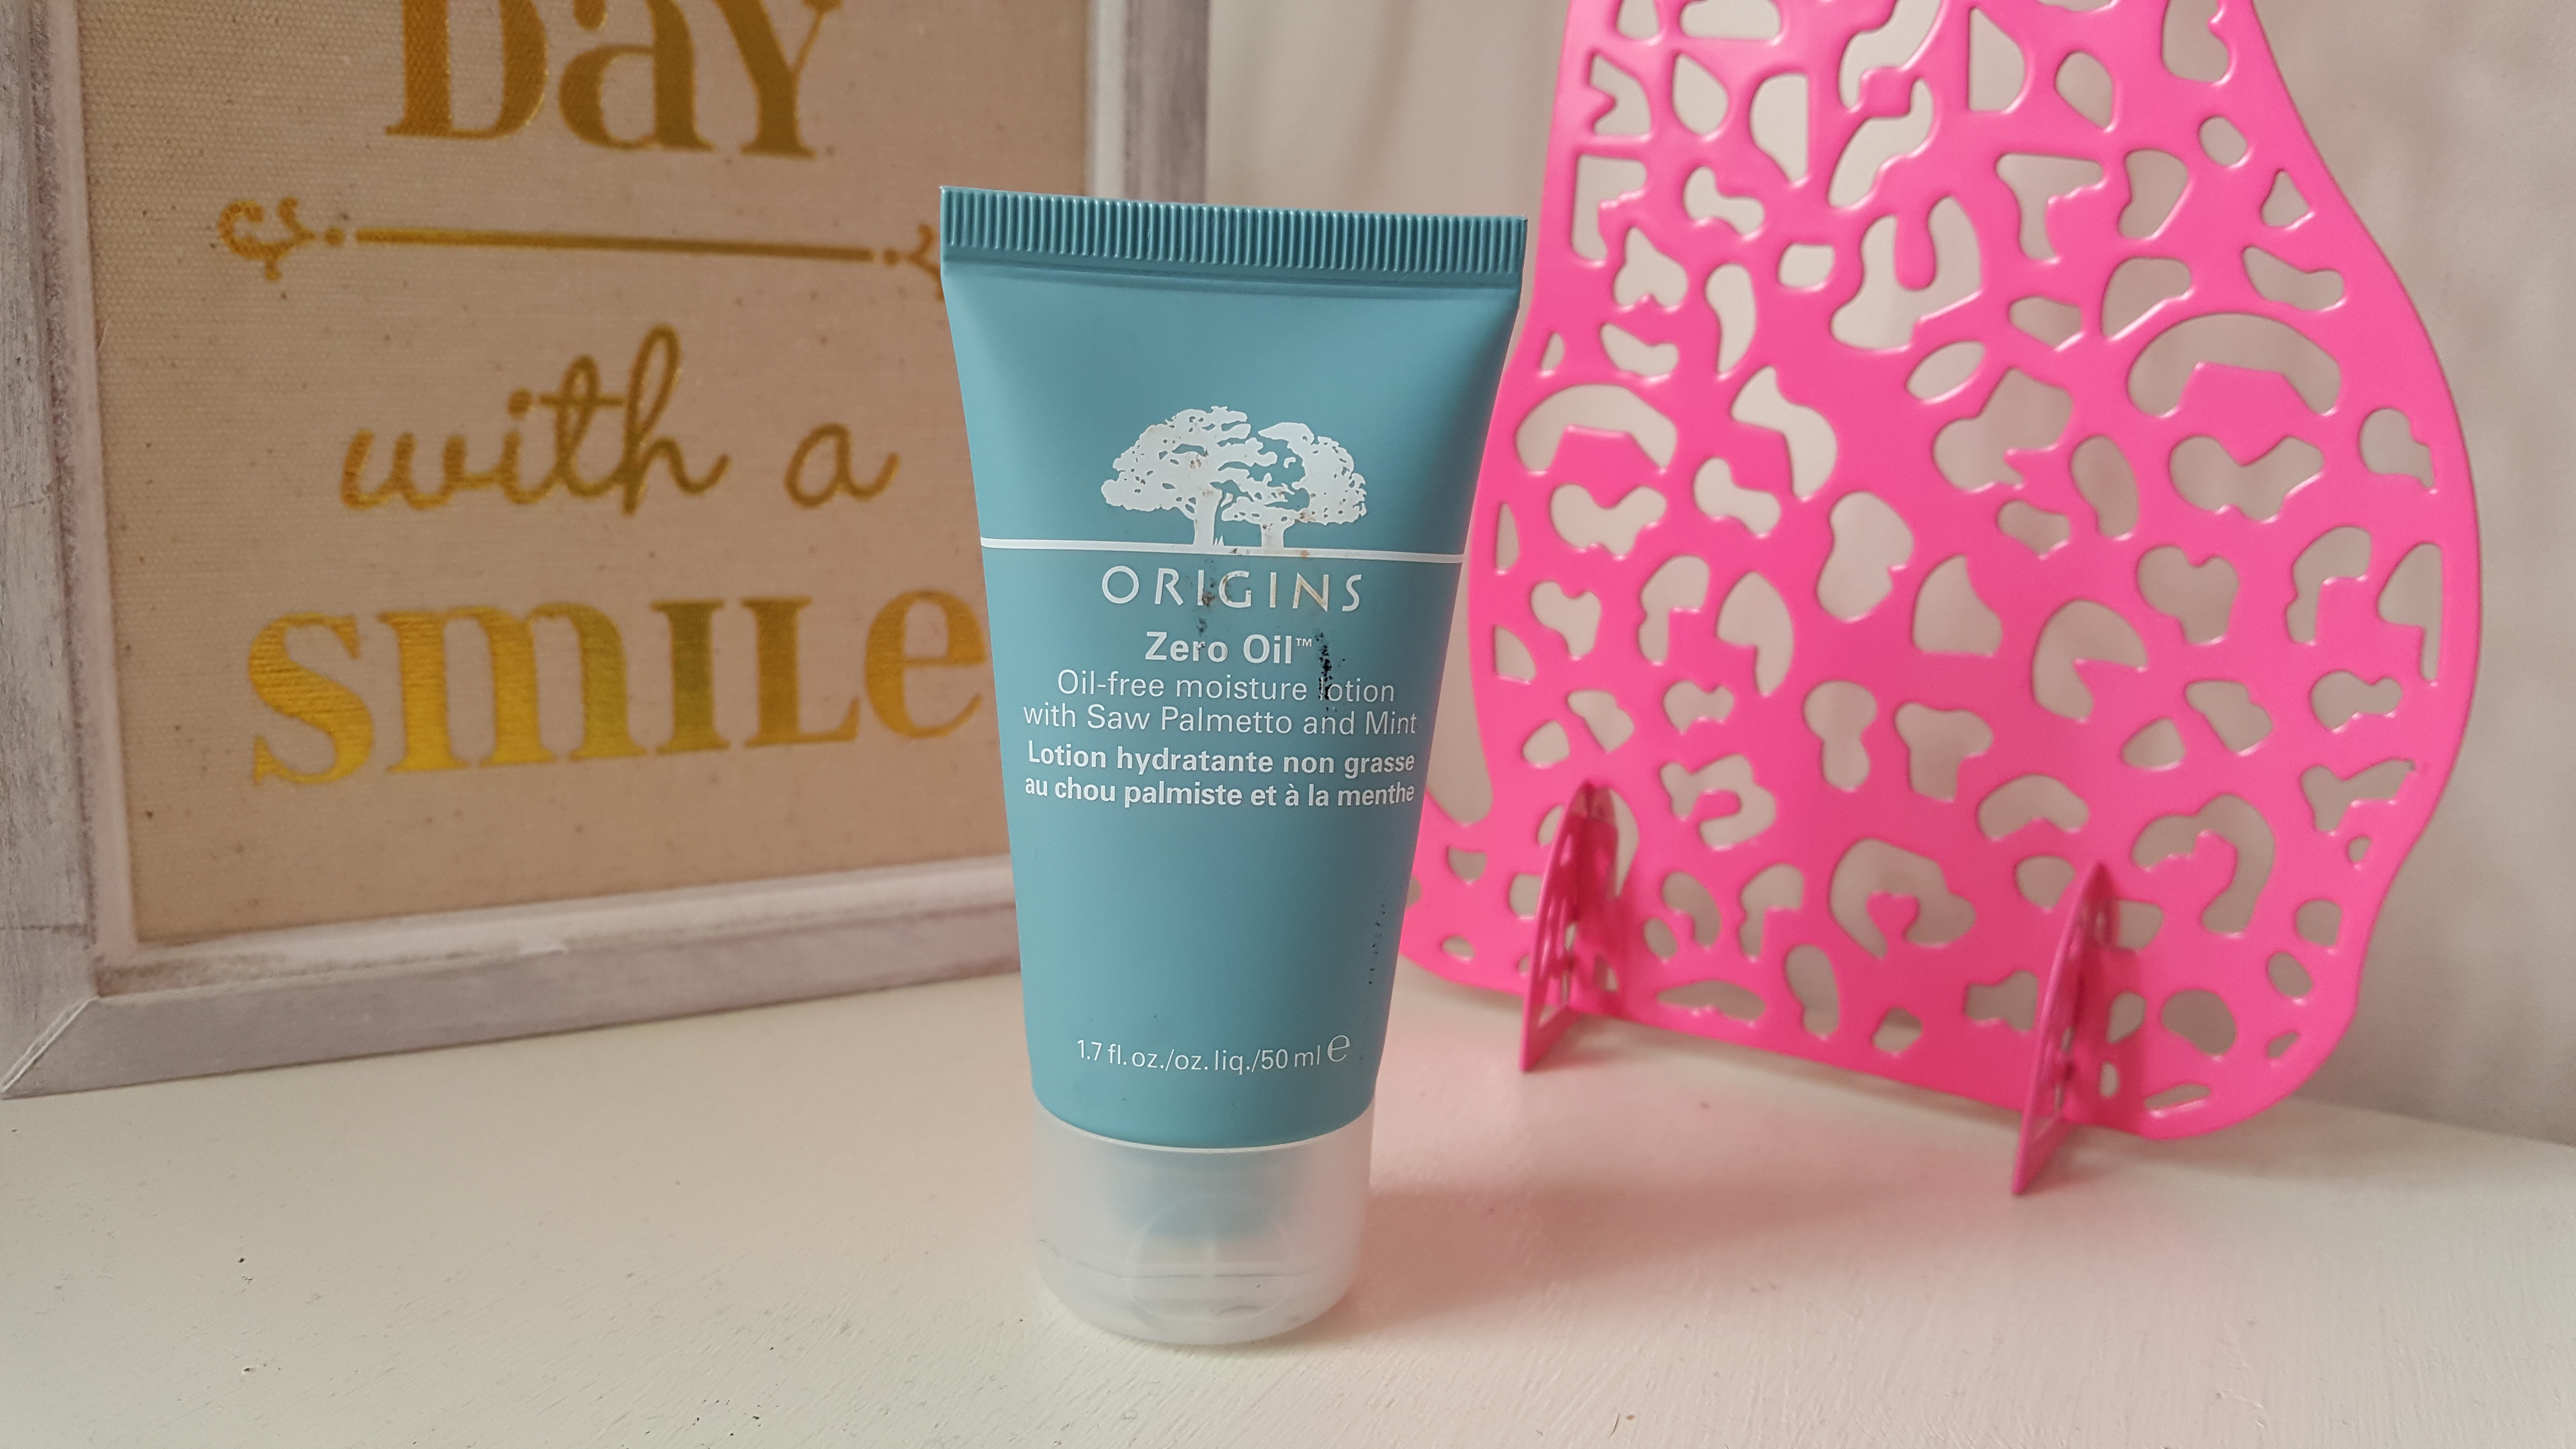 Day
with a
smile
ORIGINS
Zero Oil™
Oil-free moisture lotion
with Saw Palmetto and Mint
Lotion hydratante non grasse
au chou palmiste et à la menthe
1.7 fl. oz./oz. liq./50 ml ℮